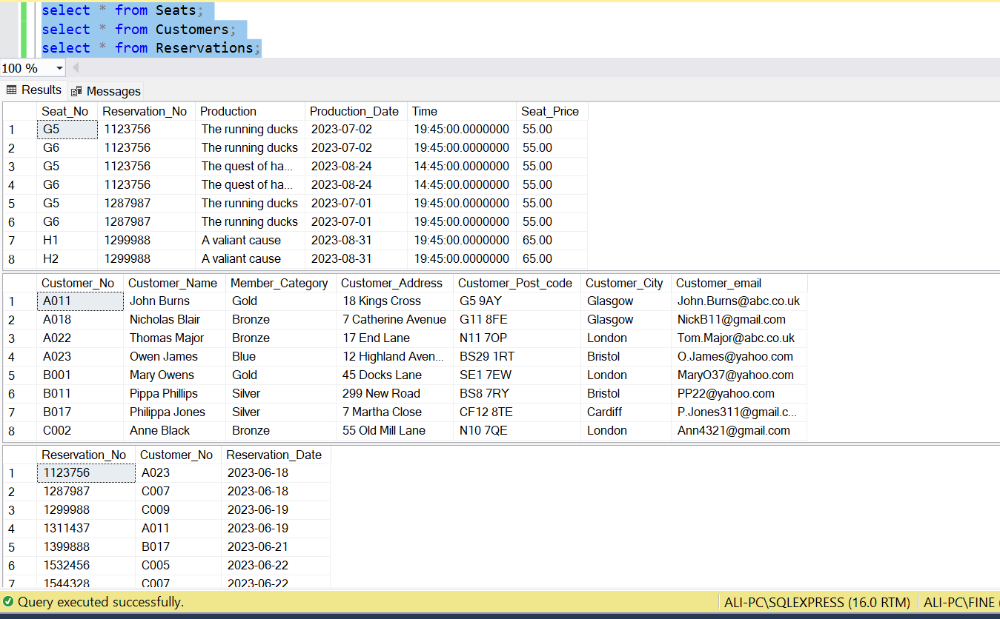 select * from Seats;
select * from Customers;
select * from Reservations;
100 %
Results Messages
Seat_No Reservation_No Production Production_Date Time Seat_Price
1 G5 1123756 The running ducks 2023-07-02 19:45:00.0000000 55.00
2 G6 1123756 The running ducks 2023-07-02 19:45:00.0000000 55.00
3 G5 1123756 The quest of ha... 2023-08-24 14:45:00.0000000 55.00
4 G6 1123756 The quest of ha... 2023-08-24 14:45:00.0000000 55.00
5 G5 1287987 The running ducks 2023-07-01 19:45:00.0000000 55.00
6 G6 1287987 The running ducks 2023-07-01 19:45:00.0000000 55.00
7 H1 1299988 A valiant cause 2023-08-31 19:45:00.0000000 65.00
8 H2 1299988 A valiant cause 2023-08-31 19:45:00.0000000 65.00
Customer_No Customer_Name Member_Category Customer_Address Customer_Post_code Customer_City Customer_email
1 A011 John Burns Gold 18 Kings Cross G5 9AY Glasgow John.Burns@abc.co.uk
2 A018 Nicholas Blair Bronze 7 Catherine Avenue G11 8FE Glasgow NickB11@gmail.com
3 A022 Thomas Major Bronze 17 End Lane N11 7OP London Tom.Major@abc.co.uk
4 A023 Owen James Blue 12 Highland Aven... BS29 1RT Bristol O.James@yahoo.com
5 B001 Mary Owens Gold 45 Docks Lane SE1 7EW London MaryO37@yahoo.com
6 B011 Pippa Phillips Silver 299 New Road BS8 7RY Bristol PP22@yahoo.com
7 B017 Philippa Jones Silver 7 Martha Close CF12 8TE Cardiff P.Jones311@gmail.c...
8 C002 Anne Black Bronze 55 Old Mill Lane N10 7QE London Ann4321@gmail.com
Reservation_No Customer_No Reservation_Date
1 1123756 A023 2023-06-18
2 1287987 C007 2023-06-18
3 1299988 C009 2023-06-19
4 1311437 A011 2023-06-19
5 1399888 B017 2023-06-21
6 1532456 C005 2023-06-22
7 1544328 C007 2023-06-22
Query executed successfully. ALI-PC\SQLEXPRESS (16.0 RTM) ALI-PC\FINE (